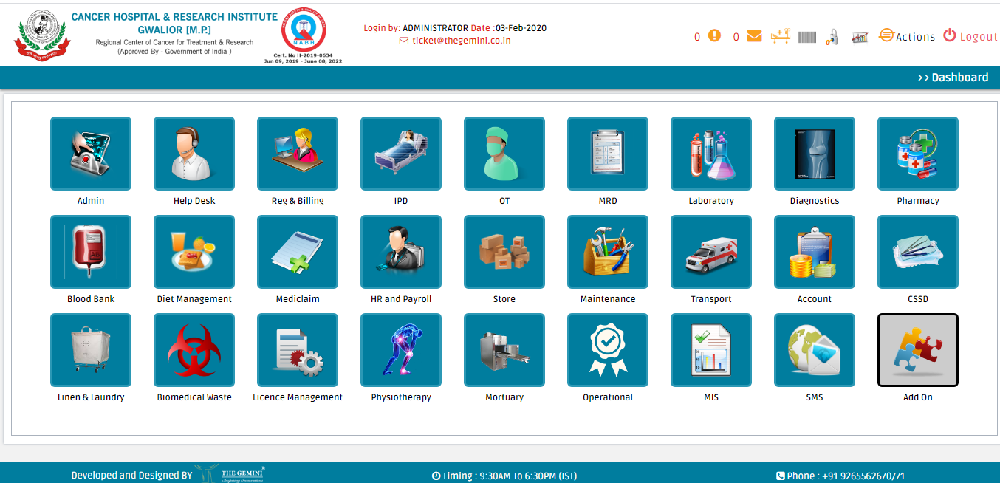 CANCER HOSPITAL & RESEARCH INSTITUTE
GWALIOR [M.P.]
Regional Center of Cancer for Treatment & Research
(Approved By - Government of India )
NABH
Cert. No H-2019-0634
Jun 09, 2019 - June 08, 2022
Login by: ADMINISTRATOR Date :03-Feb-2020
ticket@thegemini.co.in
0 0 Actions Logout
>> Dashboard
Admin Help Desk Reg & Billing IPD OT MRD Laboratory Diagnostics Pharmacy
Blood Bank Diet Management Mediclaim HR and Payroll Store Maintenance Transport Account CSSD
Linen & Laundry Biomedical Waste Licence Management Physiotherapy Mortuary Operational MIS SMS Add On
Developed and Designed BY THE GEMINI®
Inspiring Innovations
Timing : 9:30AM To 6:30PM (IST)
Phone : +91 9265562670/71